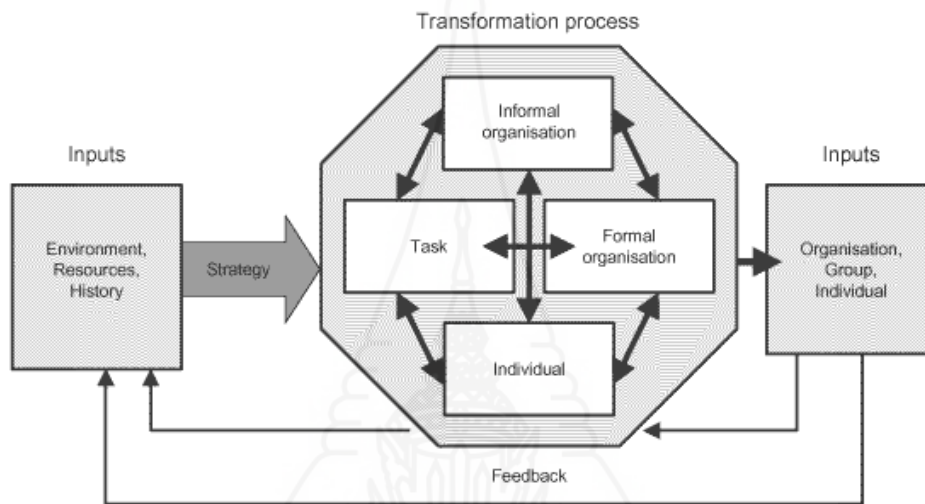 Transformation process
Informal
organisation
Inputs
Inputs
Environment,
Resources,
History
Strategy
Task
Formal
organisation
Organisation,
Group,
Individual
Individual
Feedback